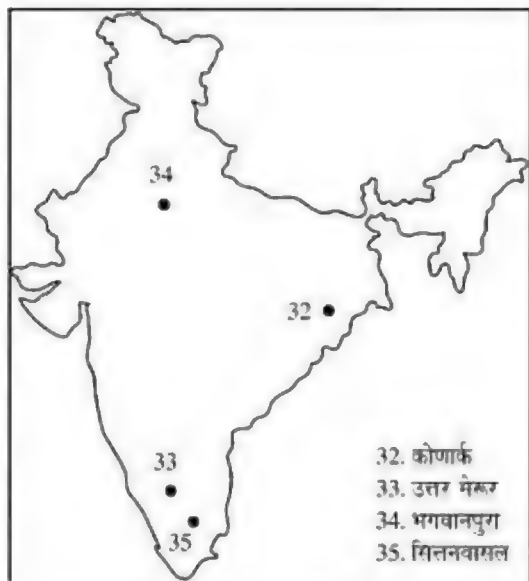 34
32
33
35
32. कोणार्क
33. उत्तर मेरूर
34. भगवानपुरा
35. सित्तनवासल